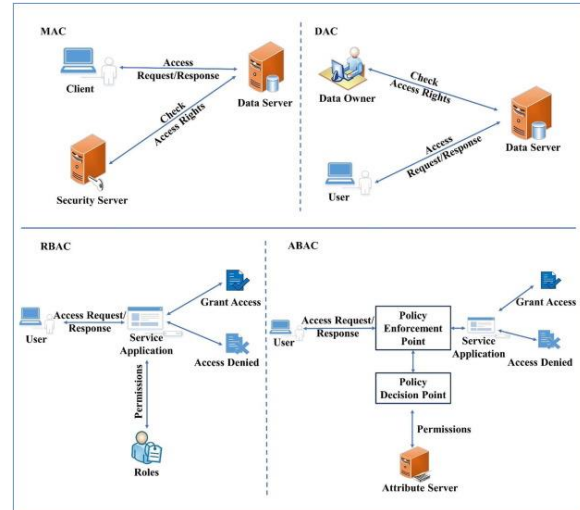 MAC
Access
Request/Response
Client
Data Server
Check
Access Rights
Security Server
DAC
Data Owner
Check
Access Rights
Data Server
Access
Request/Response
User
RBAC
Access Request/
Response
User
Service
Application
Grant Access
Access Denied
Permissions
Roles
ABAC
Access Request/
Response
User
Policy
Enforcement
Point
Service
Application
Grant Access
Access Denied
Policy
Decision Point
Permissions
Attribute Server